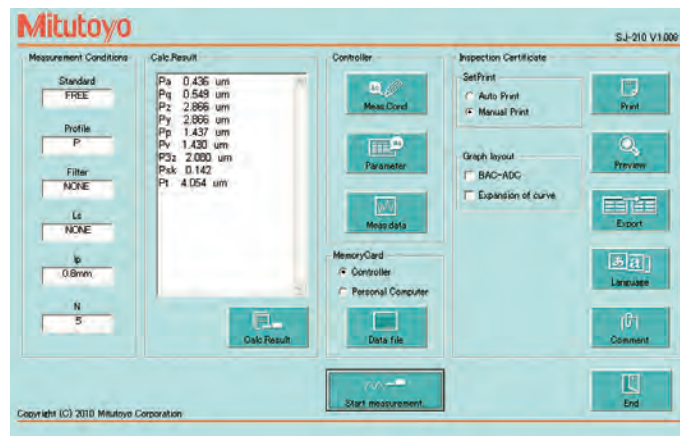 Mitutoyo
SJ-210 V1.008
Measurement Conditions
Standard
FREE
Profile
P
Filter
NONE
Ls
NONE
lp
0.8mm
N
5
Calc.Result
Pa 0.436 um
Pq 0.549 um
Pz 2.866 um
Py 2.866 um
Pp 1.437 um
Pv 1.430 um
P3z 2.080 um
Psk 0.142
Pt 4.054 um
Calc.Result
Controller
Meas.Cond
Parameter
Meas.data
MemoryCard
Controller
Personal Computer
Data file
Start measurement.
Inspection Certificate
SetPrint
Auto Print
Manual Print
Graph layout
BAC-ADC
Expansion of curve
Print
Preview
Export
あ a
Language
Comment
End
Copyright (C) 2010 Mitutoyo Corporation